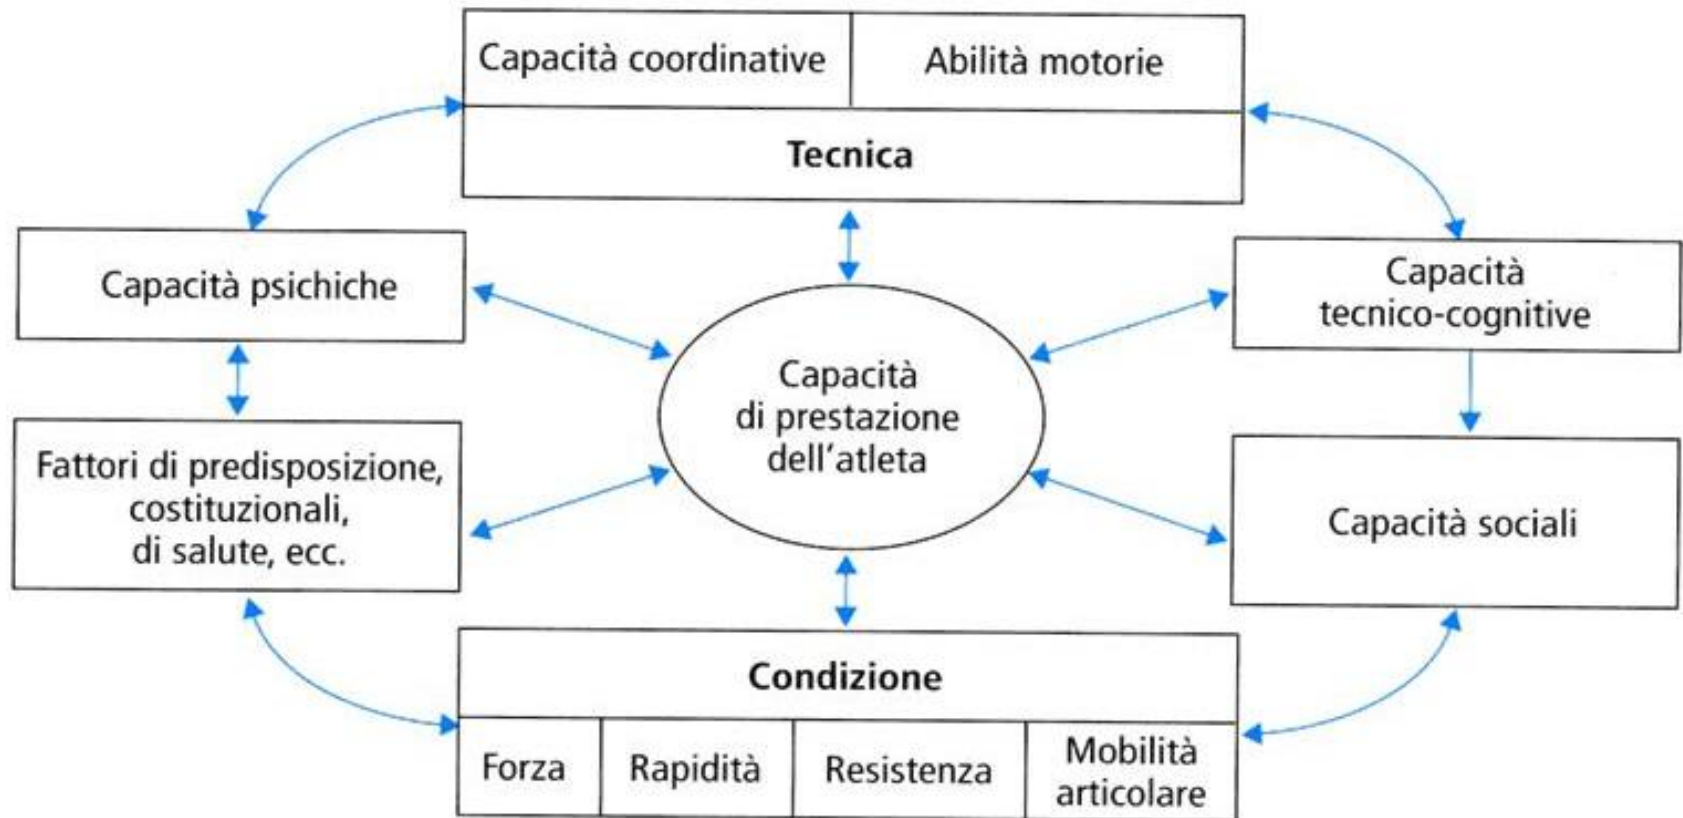 Capacità coordinative
Abilità motorie
Tecnica
Capacità psichiche
Capacità
tecnico-cognitive
Capacità
di prestazione
dell'atleta
Fattori di predisposizione,
costituzionali,
di salute, ecc.
Capacità sociali
Condizione
Forza
Rapidità
Resistenza
Mobilità
articolare